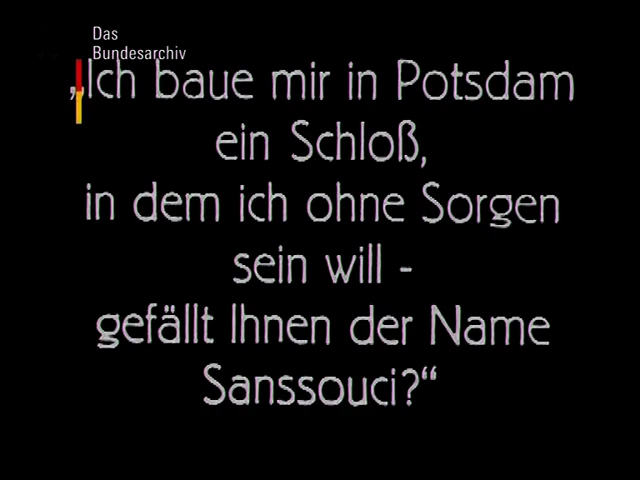 Das
Bundesarchiv
„Ich baue mir in Potsdam
ein Schloß,
in dem ich ohne Sorgen
sein will -
gefällt Ihnen der Name
Sanssouci?“